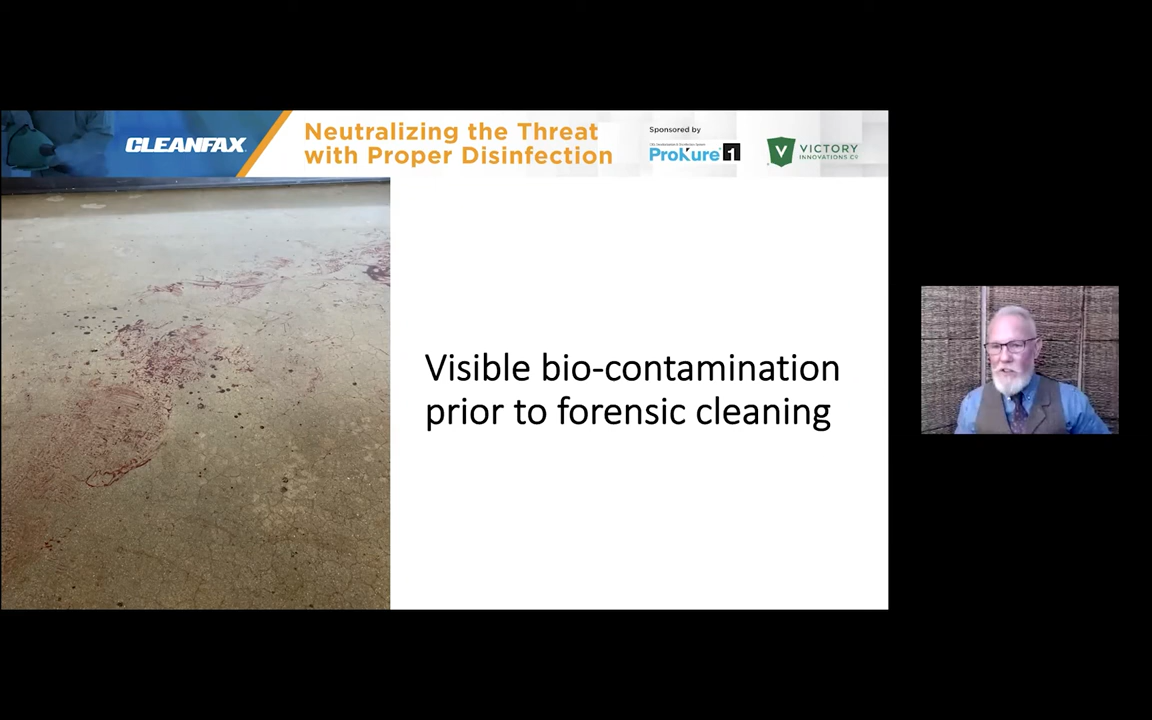 CLEANFAX
Neutralizing the Threat
with Proper Disinfection
Sponsored by
ProKure 1
V
VICTORY
INNOVATIONS CO
Visible bio-contamination
prior to forensic cleaning